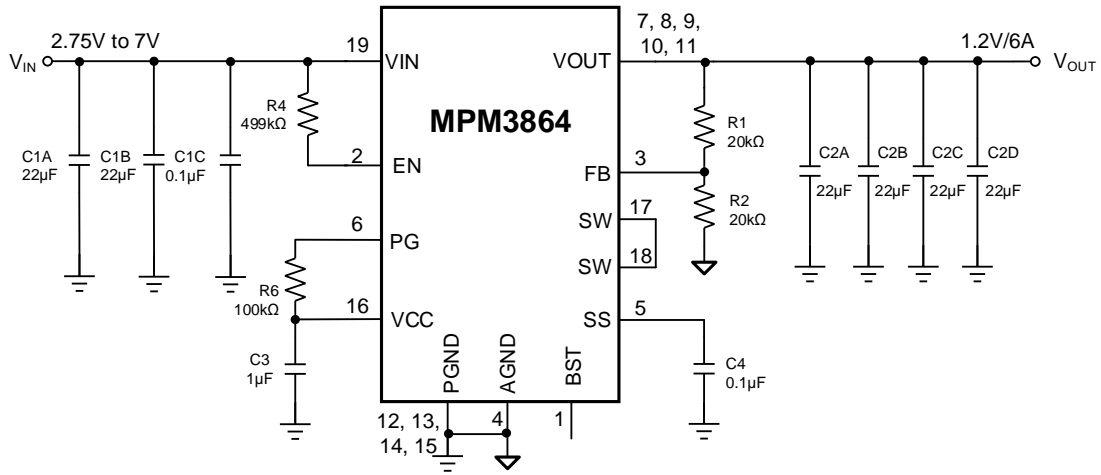 7, 8, 9,
10, 11
2.75V to 7V
1.2V/6A
VIN
19
VIN
VOUT
VOUT
R4
499kΩ
MPM3864
R1
20kΩ
C1A
22µF
C1B
22µF
C1C
0.1µF
2
EN
3
FB
C2A
22µF
C2B
22µF
C2C
22µF
C2D
22µF
R2
20kΩ
17
SW
6
PG
18
SW
R6
100kΩ
16
VCC
5
SS
C3
1µF
PGND
AGND
BST
C4
0.1µF
12, 13,
14, 15
4
1